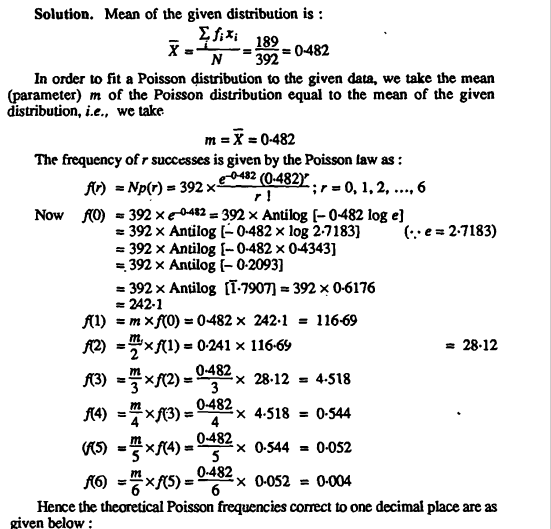 Solution. Mean of the given distribution is :
X̄ = Σ fᵢxᵢ / N = 189 / 392 = 0·482
i
In order to fit a Poisson distribution to the given data, we take the mean
(parameter) m of the Poisson distribution equal to the mean of the given
distribution, i.e., we take
m = X̄ = 0·482
The frequency of r successes is given by the Poisson law as :
f(r) = Np(r) = 392 × e^–0·482 (0·482)^r / r ! ; r = 0, 1, 2, ..., 6
Now f(0) = 392 × e^–0·482 = 392 × Antilog [– 0·482 log e]
= 392 × Antilog [– 0·482 × log 2·7183] (∵ e = 2·7183)
= 392 × Antilog [– 0·482 × 0·4343]
= 392 × Antilog [– 0·2093]
= 392 × Antilog [1̄·7907] = 392 × 0·6176
= 242·1
f(1) = m × f(0) = 0·482 × 242·1 = 116·69
f(2) = m/2 × f(1) = 0·241 × 116·69 = 28·12
f(3) = m/3 × f(2) = 0·482/3 × 28·12 = 4·518
f(4) = m/4 × f(3) = 0·482/4 × 4·518 = 0·544
(f(5) = m/5 × f(4) = 0·482/5 × 0·544 = 0·052
f(6) = m/6 × f(5) = 0·482/6 × 0·052 = 0·004
Hence the theoretical Poisson frequencies correct to one decimal place are as
given below :